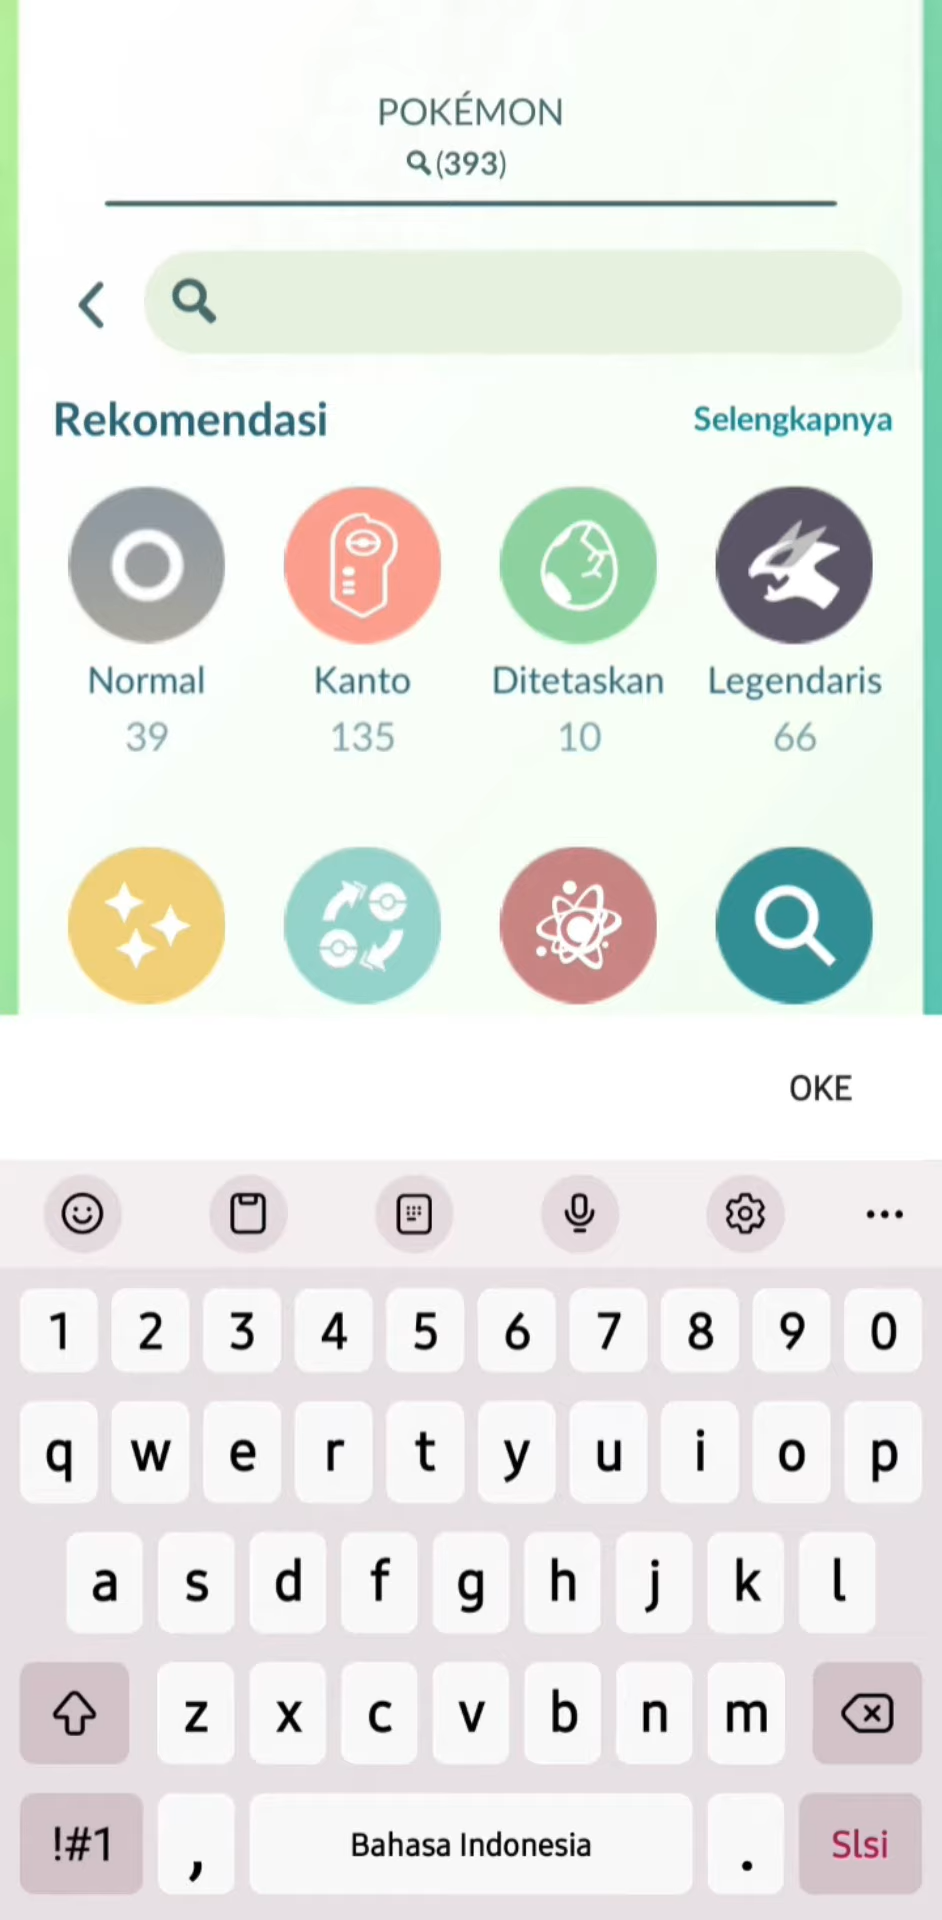 POKÉMON
(393)
Rekomendasi Selengkapnya
Normal Kanto Ditetaskan Legendaris
39 135 10 66
OKE
1 2 3 4 5 6 7 8 9 0
q w e r t y u i o p
a s d f g h j k l
z x c v b n m
!#1 , Bahasa Indonesia . Slsi